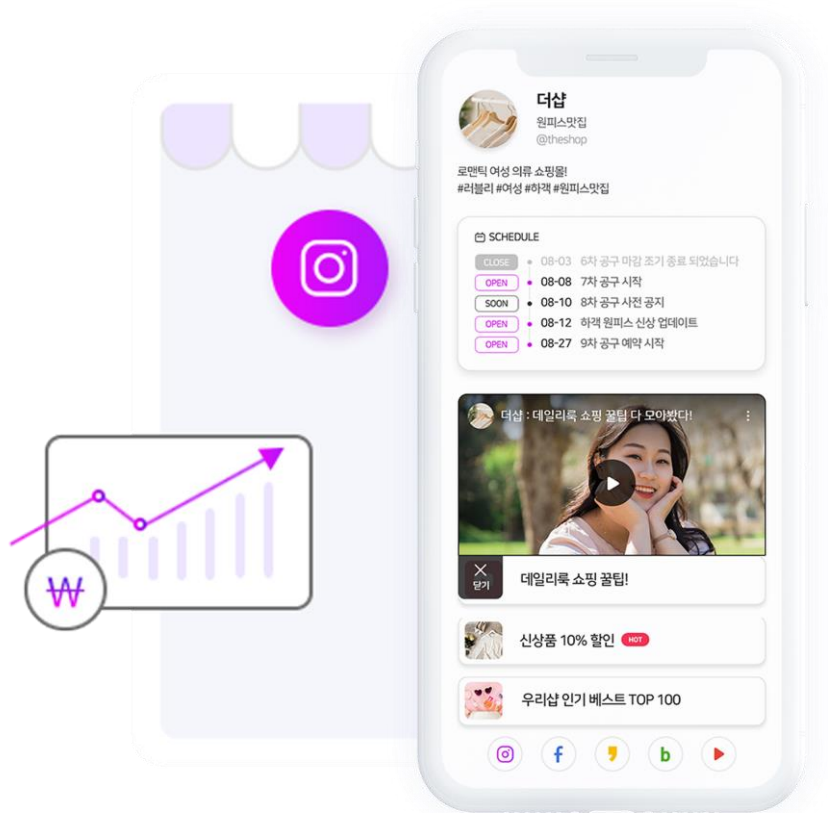 더샵
원피스맛집
@theshop
로맨틱 여성 의류 쇼핑몰!
#러블리 #여성 #하객 #원피스맛집
SCHEDULE
CLOSE 08-03 6차 공구 마감 조기 종료 되었습니다
OPEN 08-08 7차 공구 시작
SOON 08-10 8차 공구 사전 공지
OPEN 08-12 하객 원피스 신상 업데이트
OPEN 08-27 9차 공구 예약 시작
더샵 : 데일리룩 쇼핑 꿀팁 다 모아봤다!
닫기
데일리룩 쇼핑 꿀팁!
신상품 10% 할인 HOT
우리샵 인기 베스트 TOP 100
₩
f
b